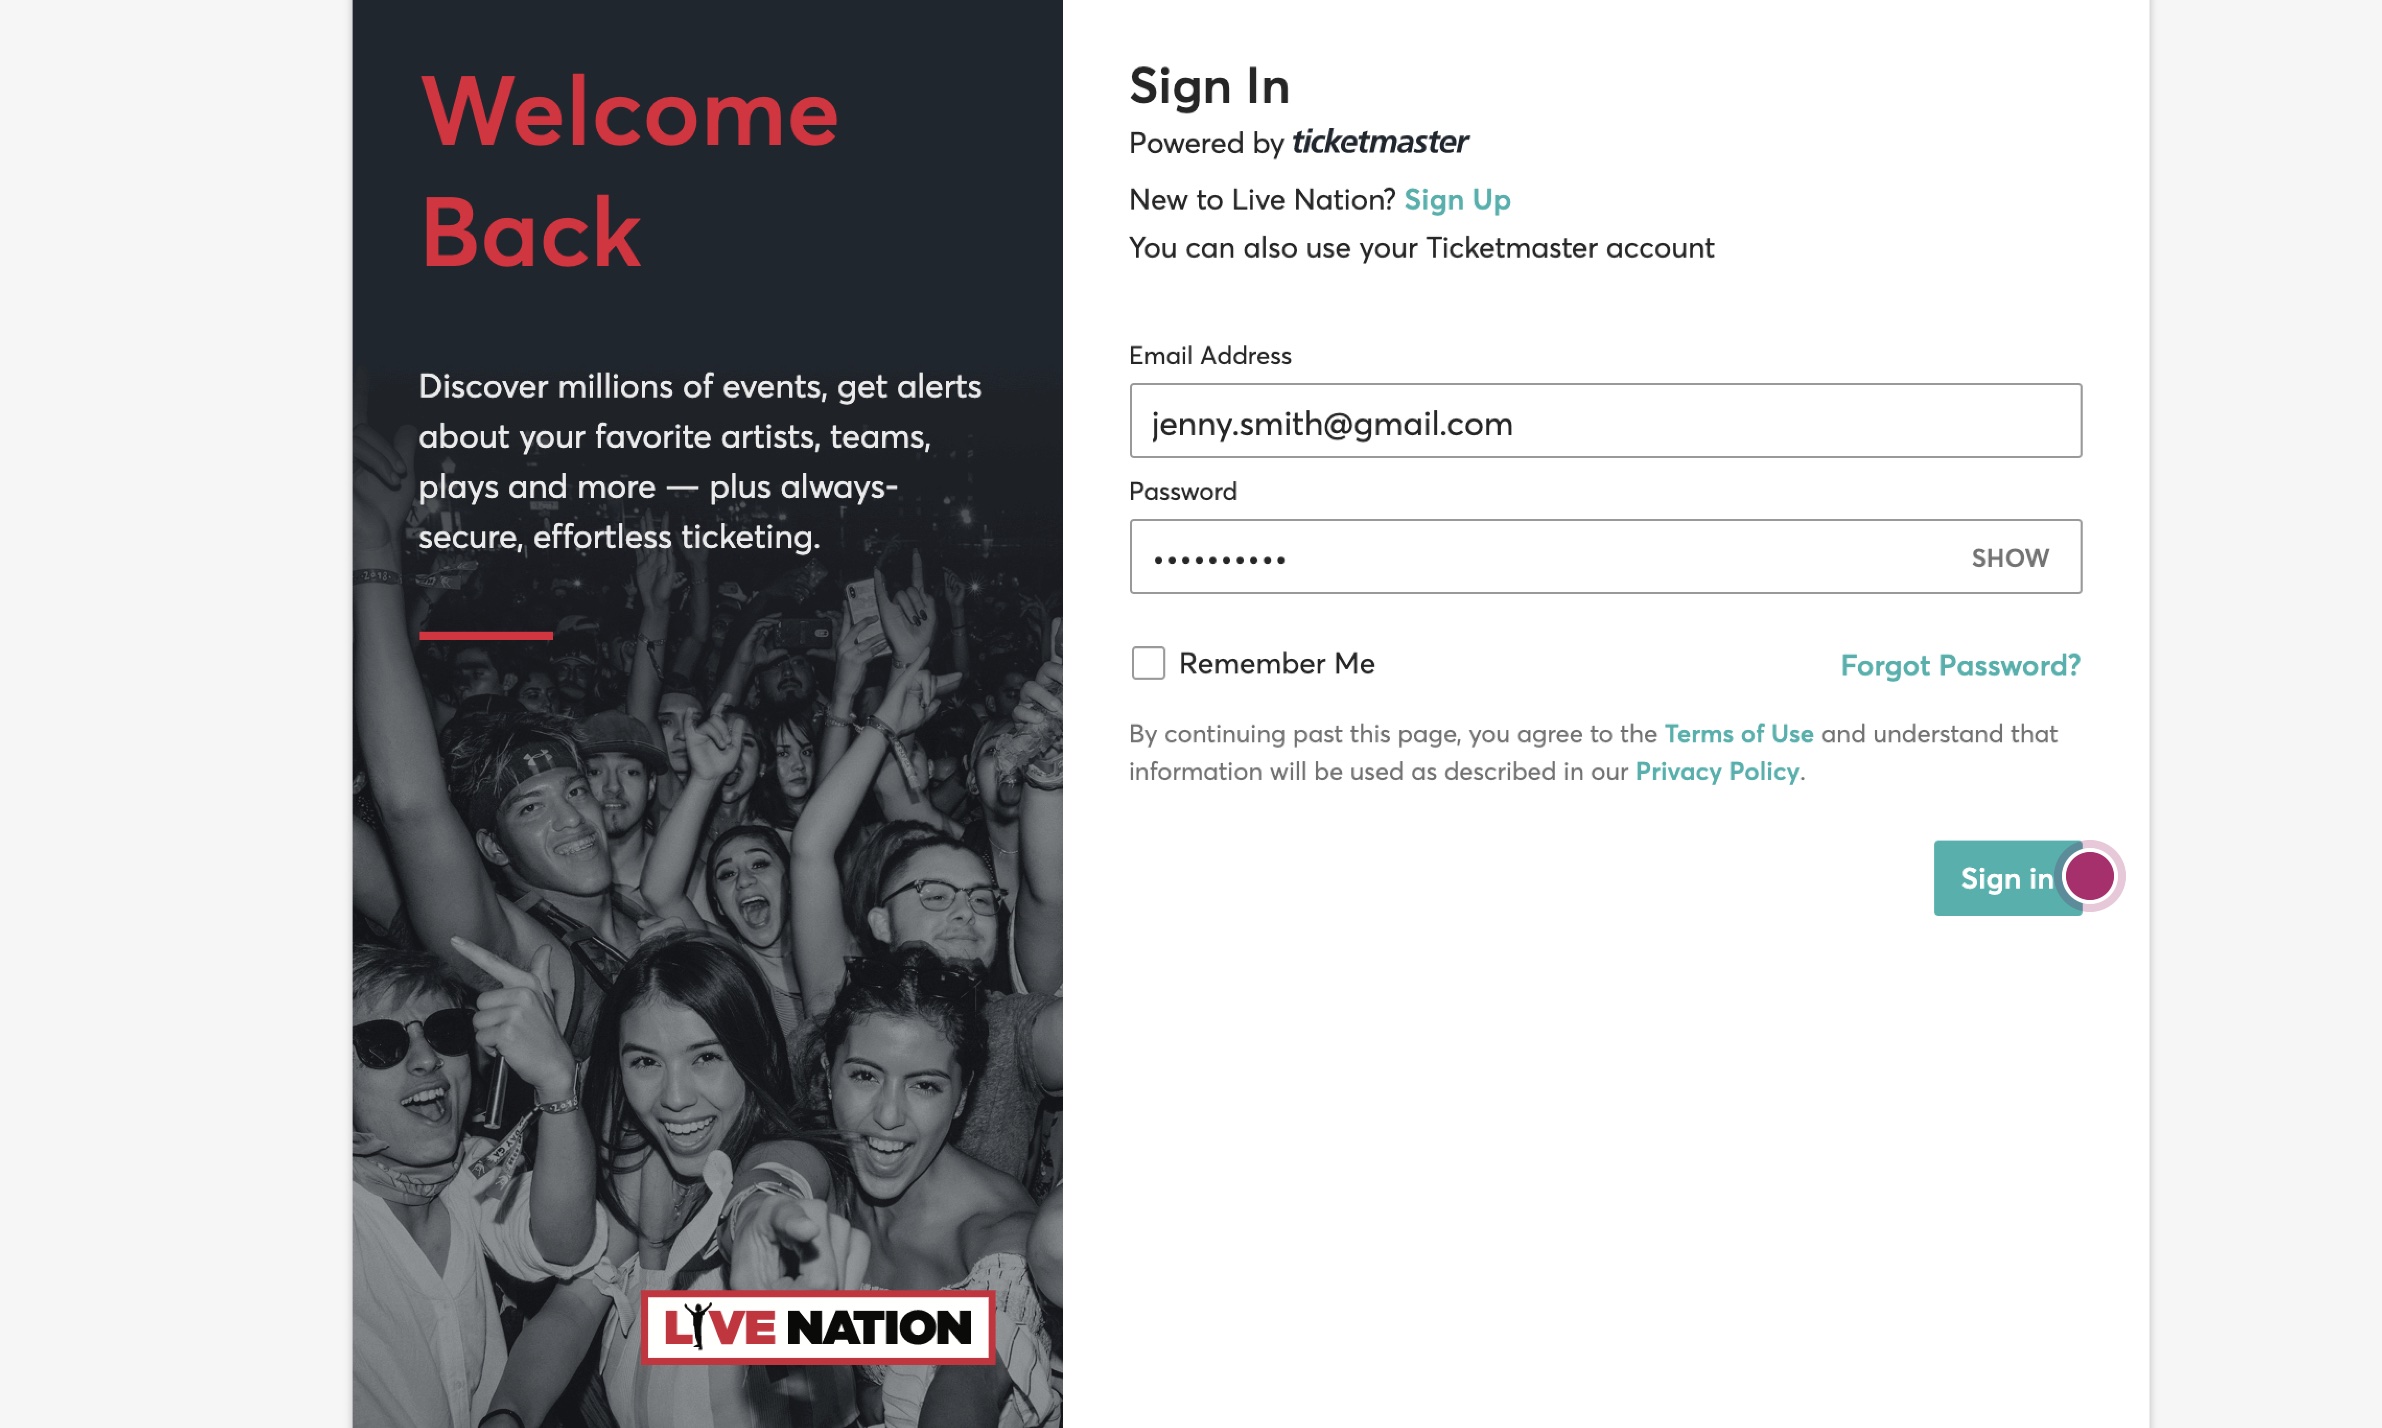 Welcome
Back
Discover millions of events, get alerts
about your favorite artists, teams,
plays and more — plus always-
secure, effortless ticketing.
LIVE NATION
Sign In
Powered by ticketmaster
New to Live Nation? Sign Up
You can also use your Ticketmaster account
Email Address
jenny.smith@gmail.com
Password
••••••••••
SHOW
Remember Me
Forgot Password?
By continuing past this page, you agree to the Terms of Use and understand that
information will be used as described in our Privacy Policy.
Sign in